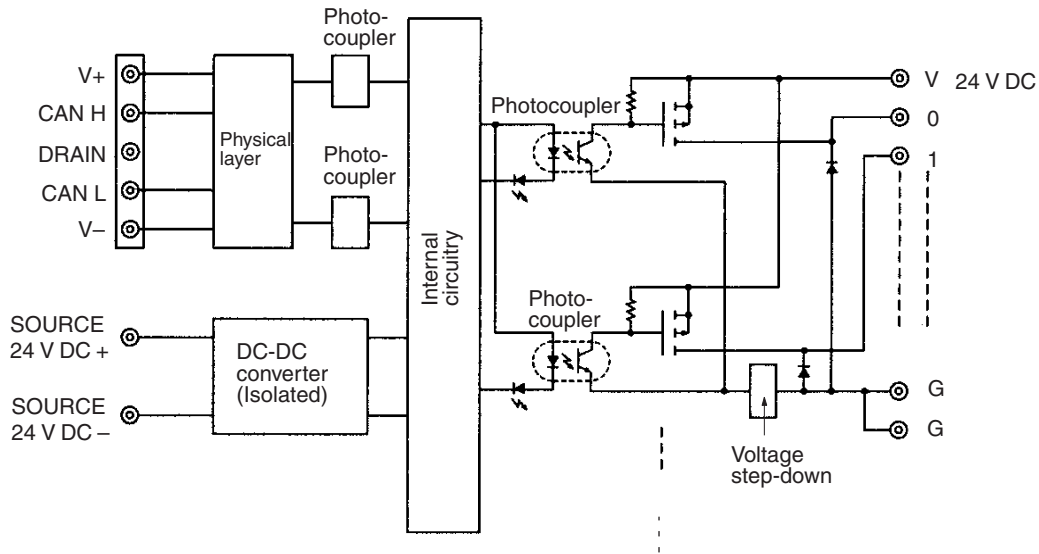 Photo-
coupler
V+
CAN H
DRAIN
CAN L
V–
Physical
layer
Photo-
coupler
SOURCE
24 V DC +
SOURCE
24 V DC –
DC-DC
converter
(Isolated)
Internal
circuitry
Photocoupler
Photo-
coupler
Voltage
step-down
V 24 V DC
0
1
G
G